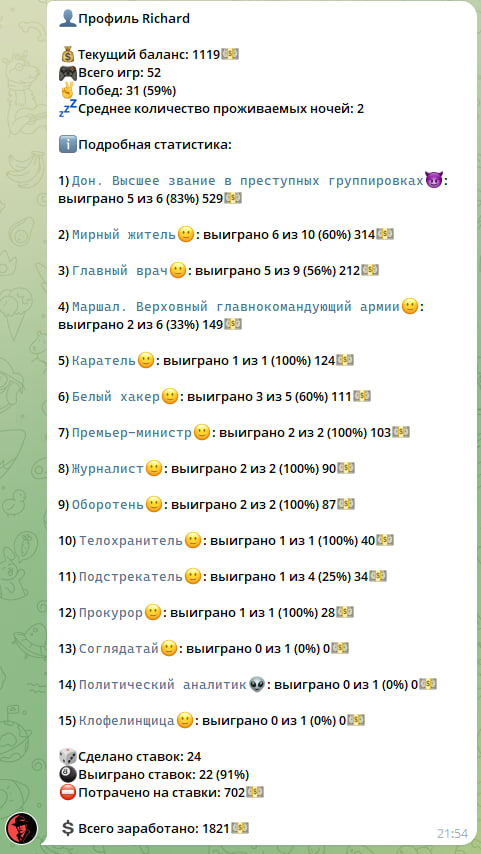 👤Профиль Richard
💰Текущий баланс: 1119💵
🎮Всего игр: 52
✌️Побед: 31 (59%)
💤Среднее количество проживаемых ночей: 2
ℹ️Подробная статистика:
1) Дон. Высшее звание в преступных группировках😈:
выиграно 5 из 6 (83%) 529💵
2) Мирный житель🙂: выиграно 6 из 10 (60%) 314💵
3) Главный врач🙂: выиграно 5 из 9 (56%) 212💵
4) Маршал. Верховный главнокомандующий армии🙂:
выиграно 2 из 6 (33%) 149💵
5) Каратель🙂: выиграно 1 из 1 (100%) 124💵
6) Белый хакер🙂: выиграно 3 из 5 (60%) 111💵
7) Премьер-министр🙂: выиграно 2 из 2 (100%) 103💵
8) Журналист🙂: выиграно 2 из 2 (100%) 90💵
9) Оборотень🙂: выиграно 2 из 2 (100%) 87💵
10) Телохранитель🙂: выиграно 1 из 1 (100%) 40💵
11) Подстрекатель🙂: выиграно 1 из 4 (25%) 34💵
12) Прокурор🙂: выиграно 1 из 1 (100%) 28💵
13) Соглядатай🙂: выиграно 0 из 1 (0%) 0💵
14) Политический аналитик👽: выиграно 0 из 1 (0%) 0💵
15) Клофелинщица🙂: выиграно 0 из 1 (0%) 0💵
🎲Сделано ставок: 24
🎱Выиграно ставок: 22 (91%)
⛔Потрачено на ставки: 702💵
💲Всего заработано: 1821💵
21:54